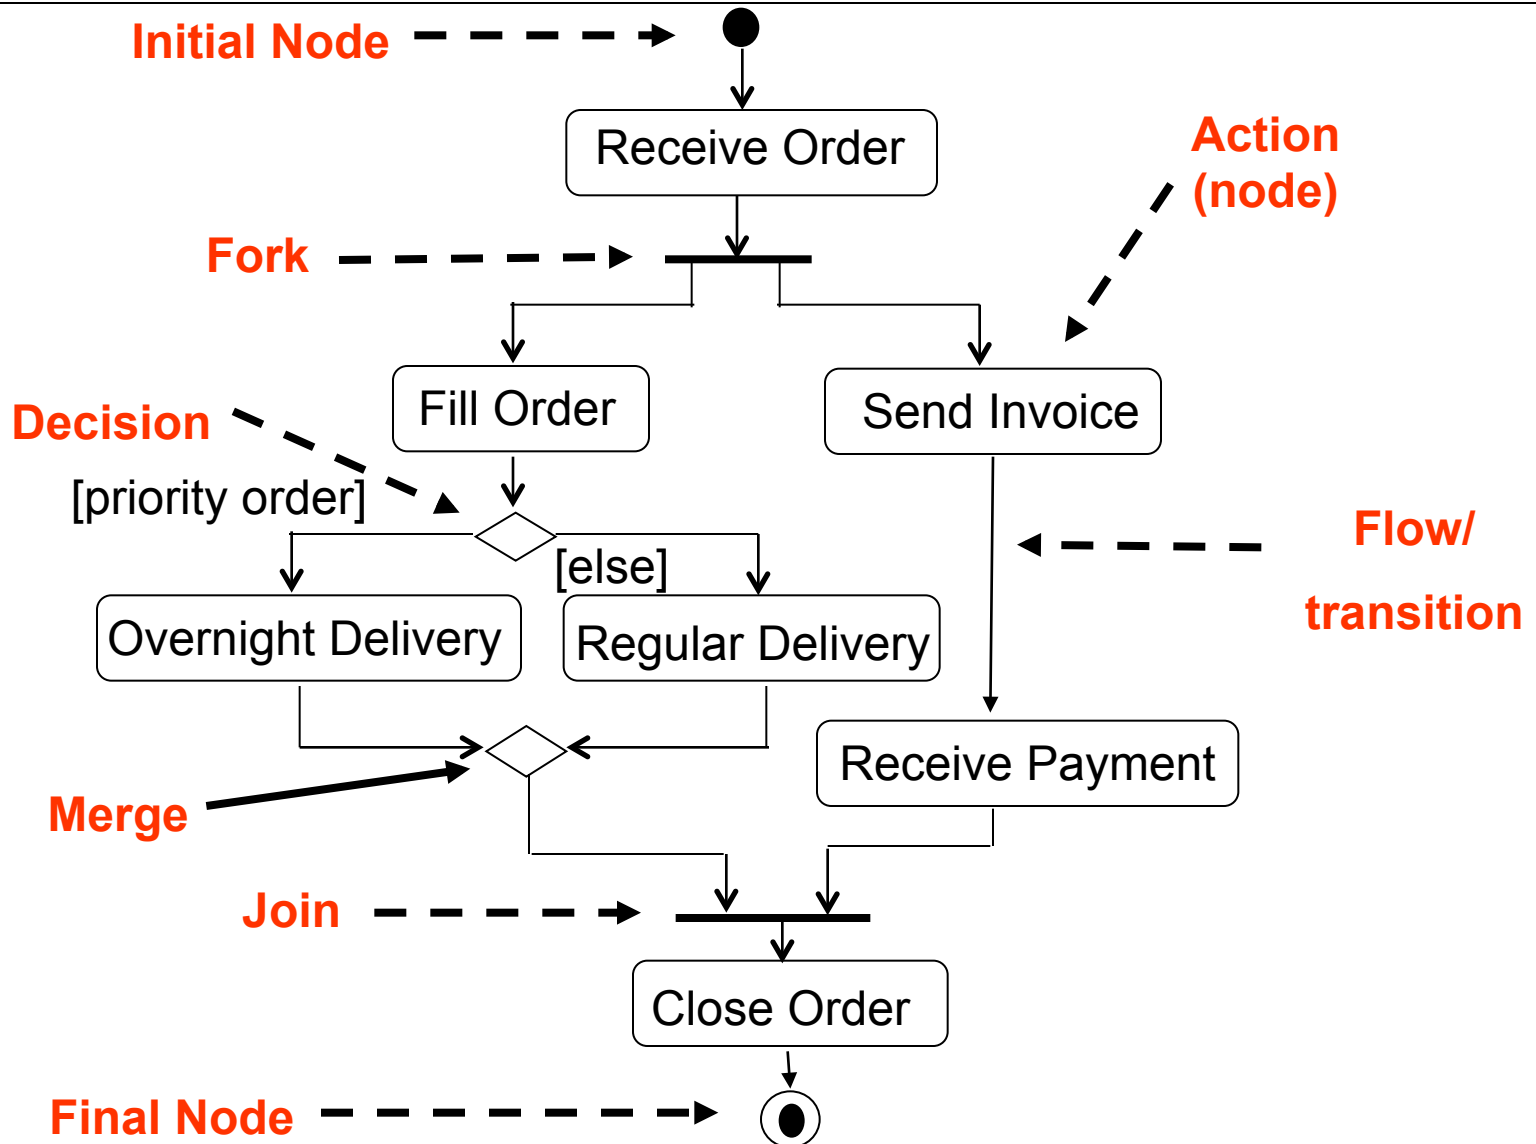 Initial Node
Receive Order
Action
(node)
Fork
Fill Order
Send Invoice
Decision
[priority order]
[else]
Flow/
transition
Overnight Delivery
Regular Delivery
Receive Payment
Merge
Join
Close Order
Final Node